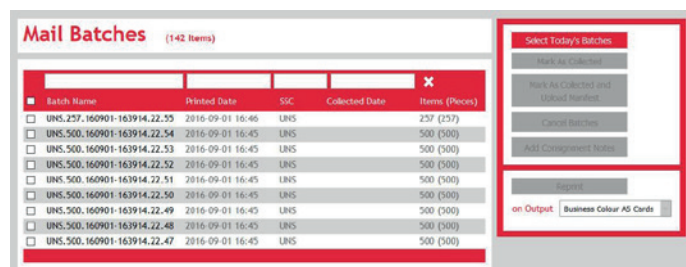 Mail Batches (142 Items)
Batch Name Printed Date SSC Collected Date Items (Pieces)
UNS.257.160901-163914.22.55 2016-09-01 16:46 UNS 257 (257)
UNS.500.160901-163914.22.54 2016-09-01 16:45 UNS 500 (500)
UNS.500.160901-163914.22.53 2016-09-01 16:45 UNS 500 (500)
UNS.500.160901-163914.22.52 2016-09-01 16:45 UNS 500 (500)
UNS.500.160901-163914.22.51 2016-09-01 16:45 UNS 500 (500)
UNS.500.160901-163914.22.50 2016-09-01 16:45 UNS 500 (500)
UNS.500.160901-163914.22.49 2016-09-01 16:45 UNS 500 (500)
UNS.500.160901-163914.22.48 2016-09-01 16:45 UNS 500 (500)
UNS.500.160901-163914.22.47 2016-09-01 16:45 UNS 500 (500)
Select Today's Batches
Mark As Collected
Mark As Collected and
Upload Manifest
Cancel Batches
Add Consignment Notes
Reprint
on Output Business Colour A5 Cards